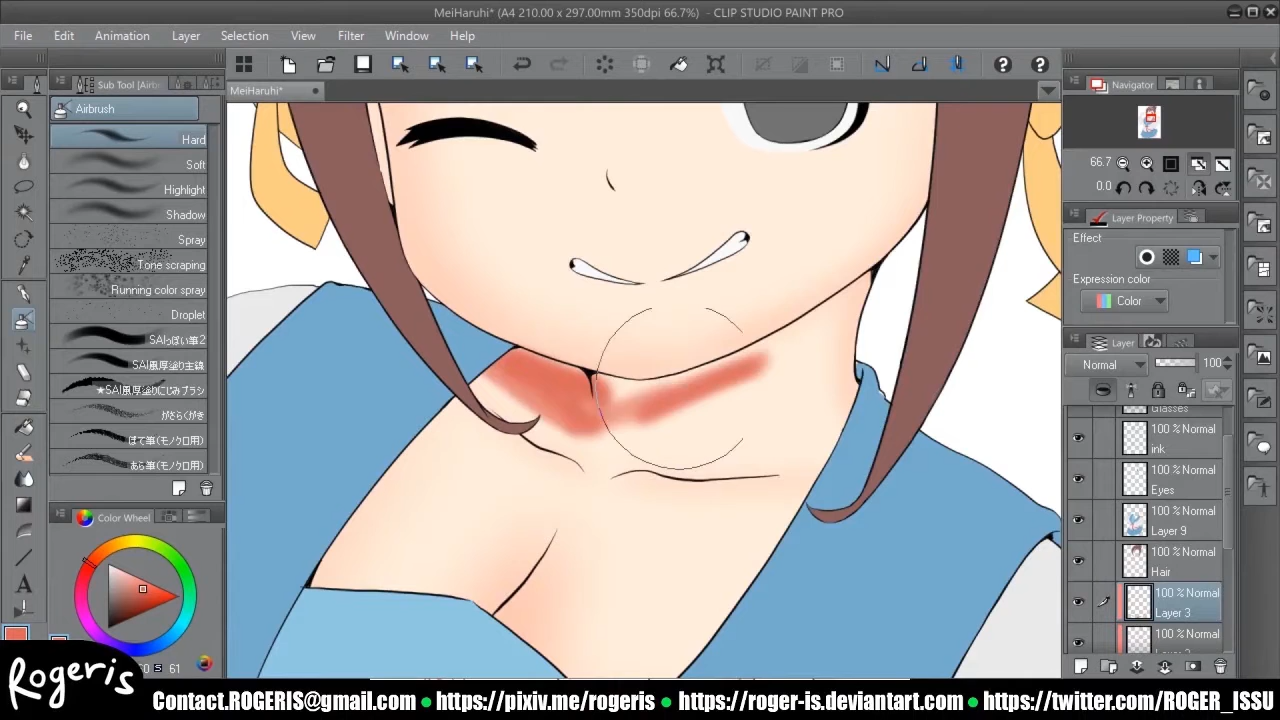 MeiHaruhi* (A4 210.00 x 297.00mm 350dpi 66.7%) - CLIP STUDIO PAINT PRO
File Edit Animation Layer Selection View Filter Window Help
Sub Tool [Airb
Airbrush
Hard
Soft
Highlight
Shadow
Spray
Tone scraping
Running color spray
Droplet
SAIっぽい筆2
SAI風厚塗り主線
★SAI風厚塗りにじみブラシ
がさらくがき
ぼて筆(モノクロ用)
あら筆(モノクロ用)
Color Wheel
S 61
MeiHaruhi*
Navigator
66.7
0.0
Layer Property
Effect
Expression color
Color
Layer
Normal 100
Glasses
100 % Normal
ink
100 % Normal
Eyes
100 % Normal
Layer 9
100 % Normal
Hair
100 % Normal
Layer 3
100 % Normal
Rogeris
Contact.ROGERIS@gmail.com ● https://pixiv.me/rogeris ● https://roger-is.deviantart.com ● https://twitter.com/ROGER_ISSU